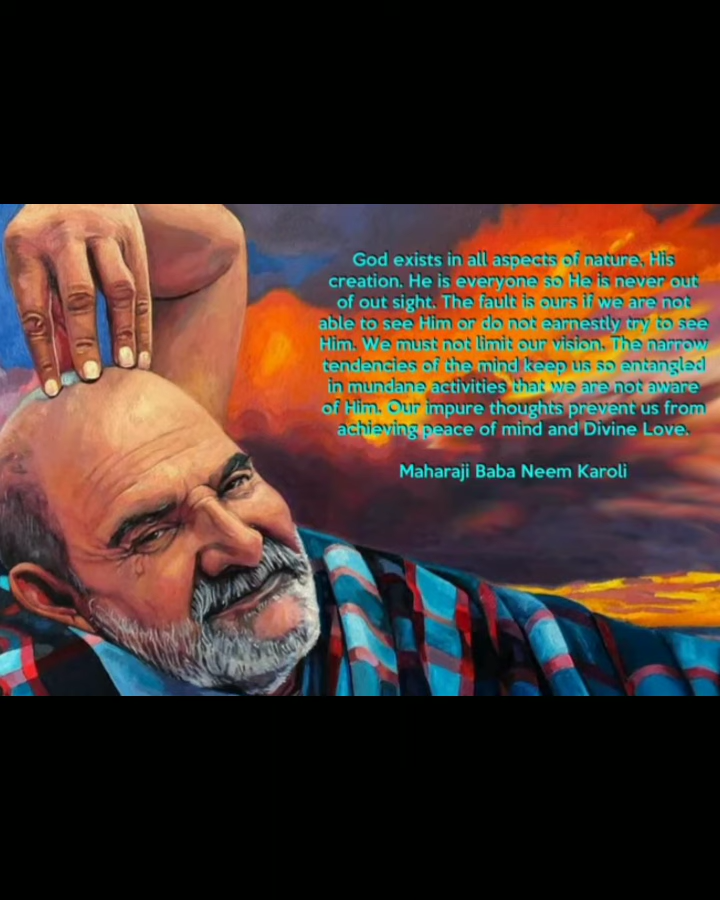 God exists in all aspects of nature, His
creation. He is everyone so He is never out
of out sight. The fault is ours if we are not
able to see Him or do not earnestly try to see
Him. We must not limit our vision. The narrow
tendencies of the mind keep us so entangled
in mundane activities that we are not aware
of Him. Our impure thoughts prevent us from
achieving peace of mind and Divine Love.
Maharaji Baba Neem Karoli